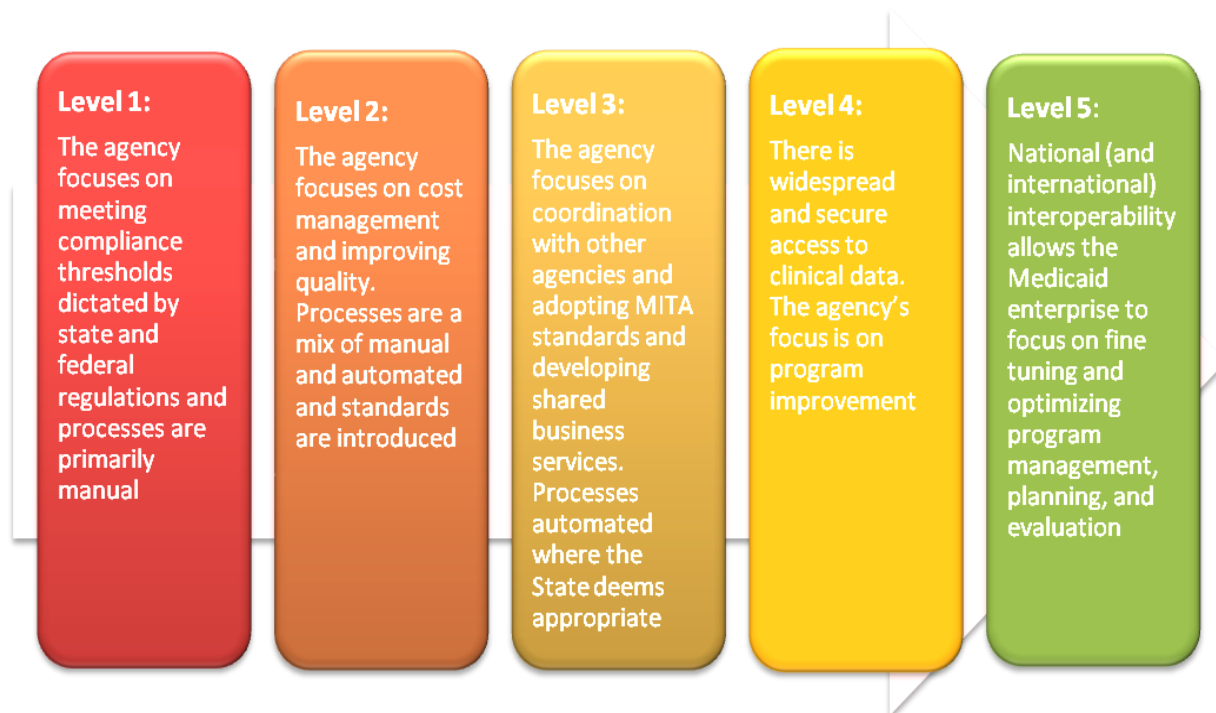 Level 1:
The agency
focuses on
meeting
compliance
thresholds
dictated by
state and
federal
regulations and
processes are
primarily
manual
Level 2:
The agency
focuses on cost
management
and improving
quality.
Processes are a
mix of manual
and automated
and standards
are introduced
Level 3:
The agency
focuses on
coordination
with other
agencies and
adopting MITA
standards and
developing
shared
business
services.
Processes
automated
where the
State deems
appropriate
Level 4:
There is
widespread
and secure
access to
clinical data.
The agency’s
focus is on
program
improvement
Level 5:
National (and
international)
interoperability
allows the
Medicaid
enterprise to
focus on fine
tuning and
optimizing
program
management,
planning, and
evaluation